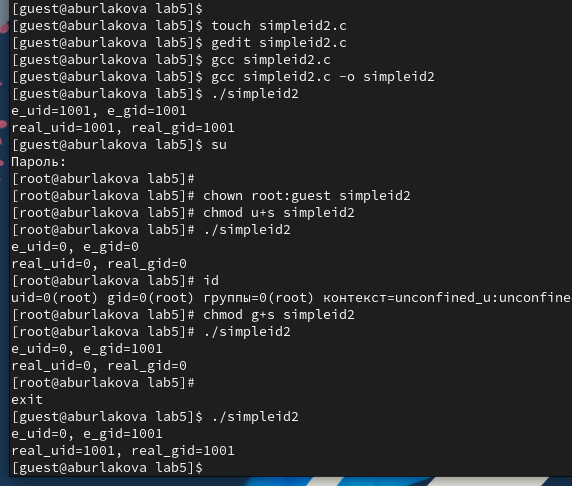 [guest@aburlakova lab5]$
[guest@aburlakova lab5]$ touch simpleid2.c
[guest@aburlakova lab5]$ gedit simpleid2.c
[guest@aburlakova lab5]$ gcc simpleid2.c
[guest@aburlakova lab5]$ gcc simpleid2.c -o simpleid2
[guest@aburlakova lab5]$ ./simpleid2
e_uid=1001, e_gid=1001
real_uid=1001, real_gid=1001
[guest@aburlakova lab5]$ su
Пароль:
[root@aburlakova lab5]#
[root@aburlakova lab5]# chown root:guest simpleid2
[root@aburlakova lab5]# chmod u+s simpleid2
[root@aburlakova lab5]# ./simpleid2
e_uid=0, e_gid=0
real_uid=0, real_gid=0
[root@aburlakova lab5]# id
uid=0(root) gid=0(root) группы=0(root) контекст=unconfined_u:unconfine
[root@aburlakova lab5]# chmod g+s simpleid2
[root@aburlakova lab5]# ./simpleid2
e_uid=0, e_gid=1001
real_uid=0, real_gid=0
[root@aburlakova lab5]#
exit
[guest@aburlakova lab5]$ ./simpleid2
e_uid=0, e_gid=1001
real_uid=1001, real_gid=1001
[guest@aburlakova lab5]$